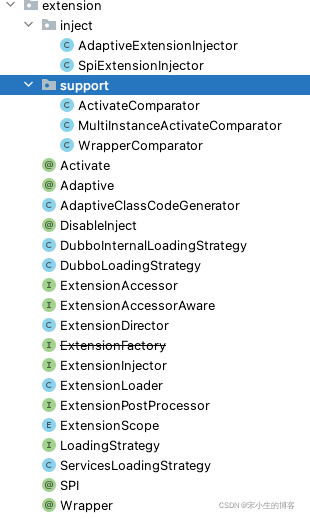 extension
inject
AdaptiveExtensionInjector
SpiExtensionInjector
support
ActivateComparator
MultiInstanceActivateComparator
WrapperComparator
Activate
Adaptive
AdaptiveClassCodeGenerator
DisableInject
DubboInternalLoadingStrategy
DubboLoadingStrategy
ExtensionAccessor
ExtensionAccessorAware
ExtensionDirector
ExtensionFactory
ExtensionInjector
ExtensionLoader
ExtensionPostProcessor
ExtensionScope
LoadingStrategy
ServicesLoadingStrategy
SPI
Wrapper
CSDN @宋小生的博客